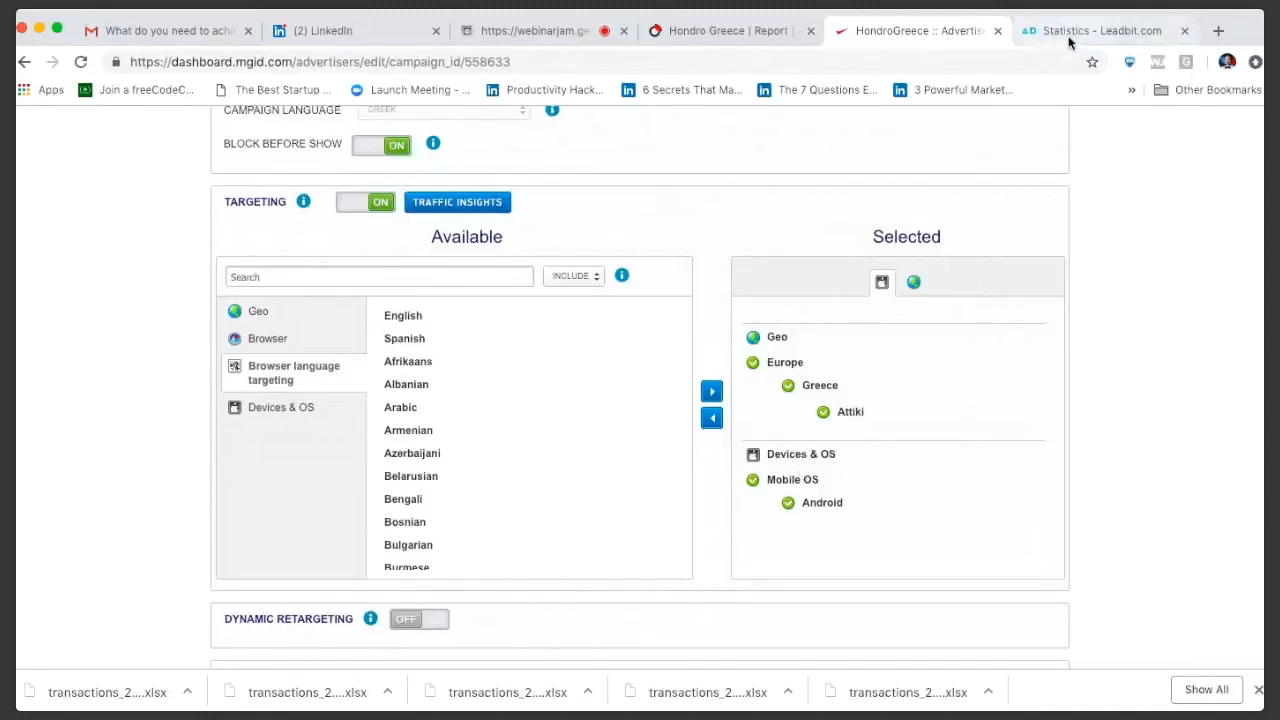 What do you need to achi
(2) LinkedIn
https://webinarjam.ge
Hondro Greece | Report |
HondroGreece :: Advertis
Statistics - Leadbit.com
https://dashboard.mgid.com/advertisers/edit/campaign_id/558633
Apps
Join a freeCodeC...
The Best Startup ...
Launch Meeting - ...
Productivity Hack...
6 Secrets That Ma...
The 7 Questions E...
3 Powerful Market...
»
Other Bookmarks
CAMPAIGN LANGUAGE
GREEK
BLOCK BEFORE SHOW
ON
TARGETING
ON
TRAFFIC INSIGHTS
Available
Selected
Search
INCLUDE
Geo
Browser
Browser language
targeting
Devices & OS
English
Spanish
Afrikaans
Albanian
Arabic
Armenian
Azerbaijani
Belarusian
Bengali
Bosnian
Bulgarian
Burmese
Geo
Europe
Greece
Attiki
Devices & OS
Mobile OS
Android
DYNAMIC RETARGETING
OFF
transactions_2....xlsx
transactions_2....xlsx
transactions_2....xlsx
transactions_2....xlsx
transactions_2....xlsx
Show All